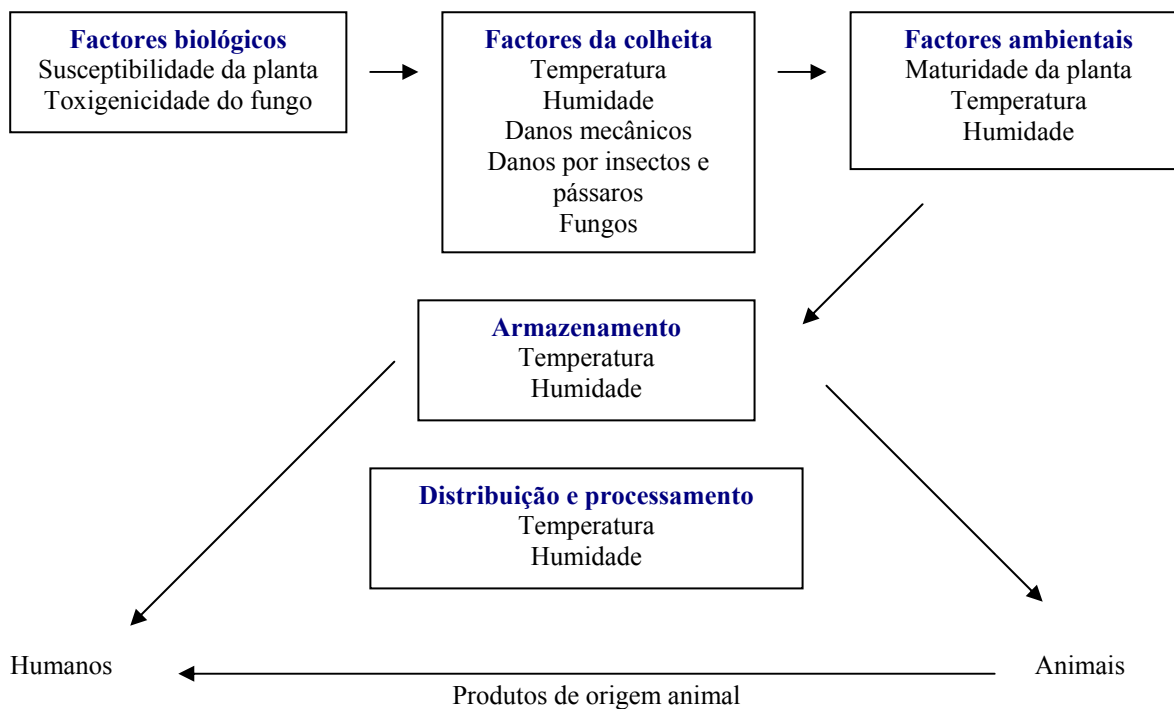 Factores biológicos
Susceptibilidade da planta
Toxigenicidade do fungo
Factores da colheita
Temperatura
Humidade
Danos mecânicos
Danos por insectos e
pássaros
Fungos
Factores ambientais
Maturidade da planta
Temperatura
Humidade
Armazenamento
Temperatura
Humidade
Distribuição e processamento
Temperatura
Humidade
Humanos
Animais
Produtos de origem animal